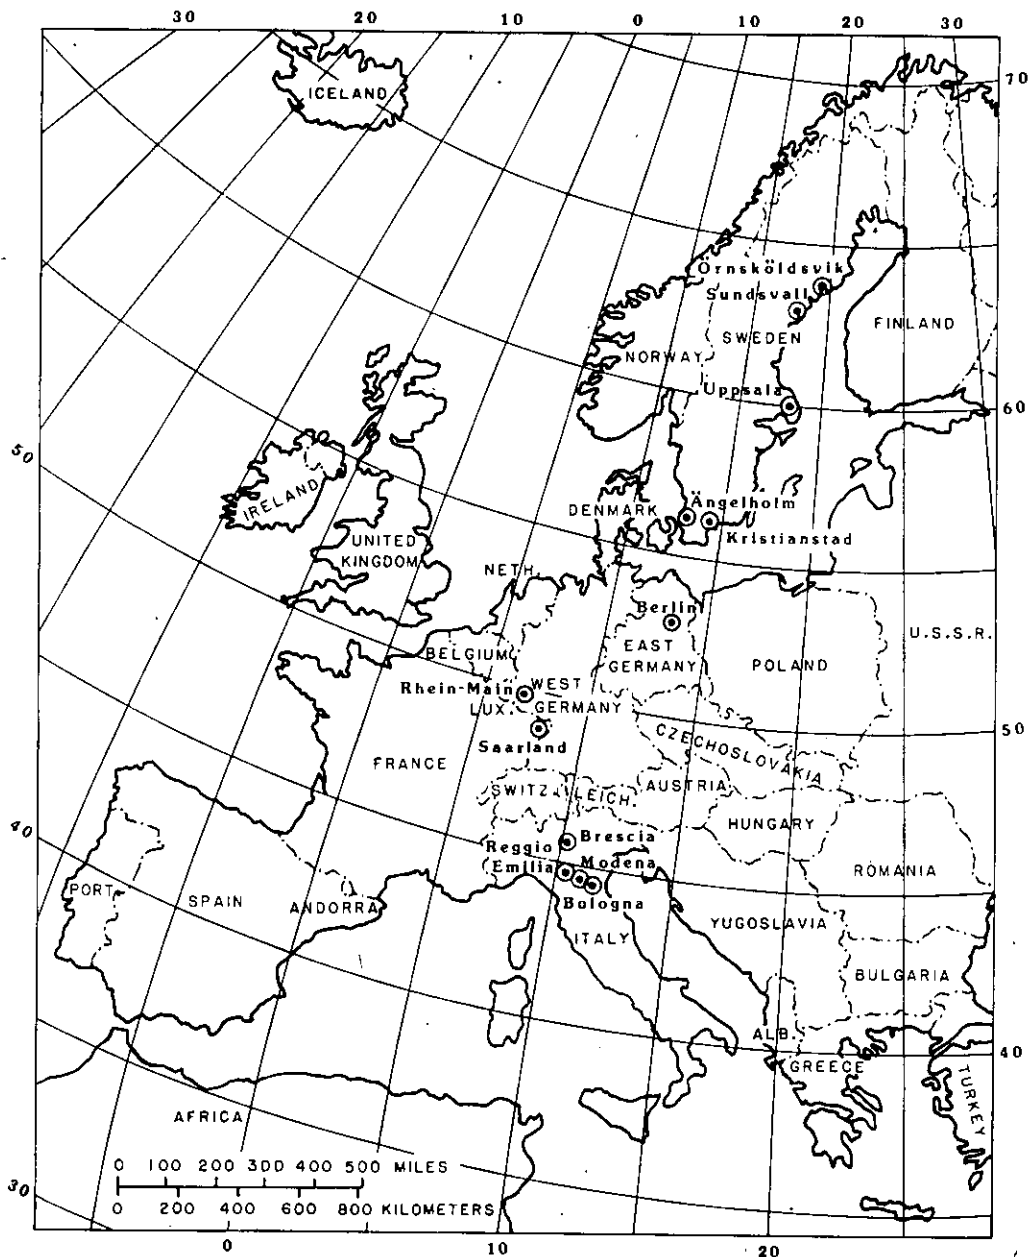 30 20 10 0 10 20 30
70
ICELAND
Örnsköldsvik
Sundsvall
SWEDEN
FINLAND
NORWAY
Uppsala
60
50
IRELAND
DENMARK
Ängelholm
Kristianstad
UNITED
KINGDOM
NETH.
Berlin
U.S.S.R.
BELGIUM
EAST
GERMANY
POLAND
Rhein-Main
WEST
GERMANY
LUX.
50
Saarland
CZECHOSLOVAKIA
FRANCE
AUSTRIA
SWITZ.
LEICH.
HUNGARY
40
Brescia
Reggio
Emilia
Modena
ROMANIA
Bologna
PORT.
SPAIN
ANDORRA
ITALY
YUGOSLAVIA
BULGARIA
ALB.
40
GREECE
TURKEY
AFRICA
0 100 200 300 400 500 MILES
0 200 400 600 800 KILOMETERS
30
0 10 20